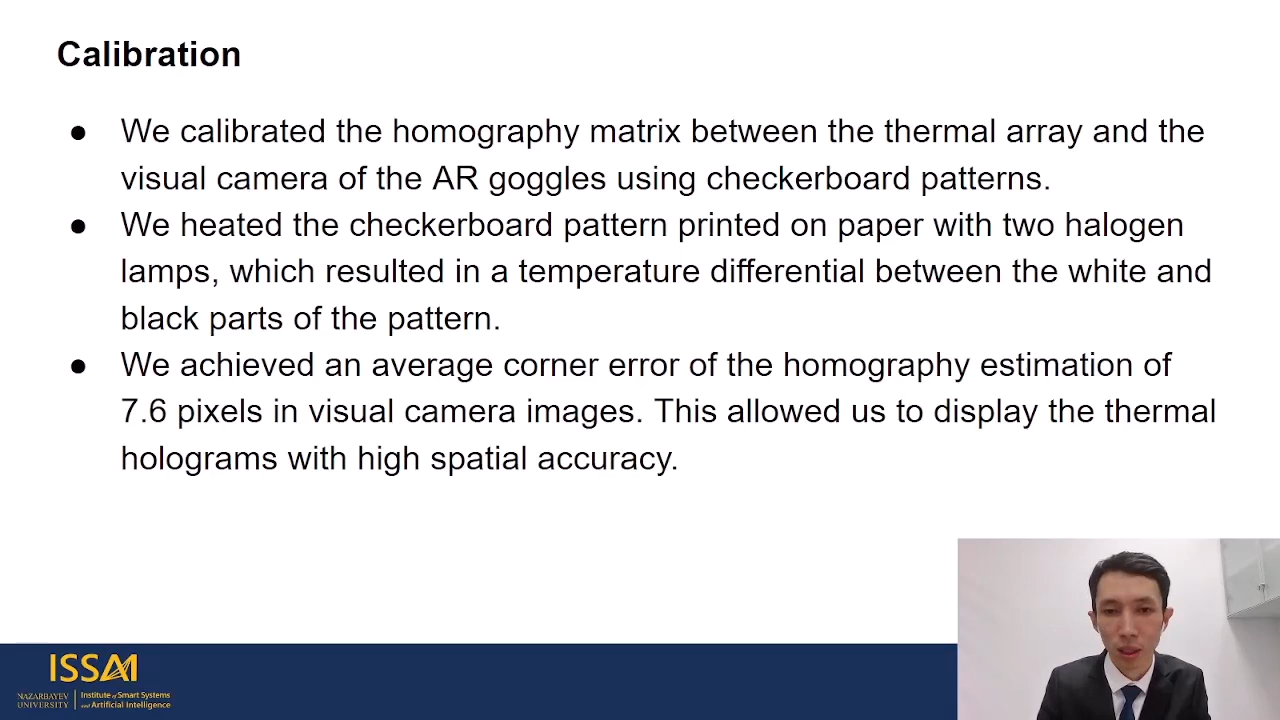 Calibration
● We calibrated the homography matrix between the thermal array and the
visual camera of the AR goggles using checkerboard patterns.
● We heated the checkerboard pattern printed on paper with two halogen
lamps, which resulted in a temperature differential between the white and
black parts of the pattern.
● We achieved an average corner error of the homography estimation of
7.6 pixels in visual camera images. This allowed us to display the thermal
holograms with high spatial accuracy.
ISSAI
NAZARBAYEV
UNIVERSITY
Institute of Smart Systems
and Artificial Intelligence